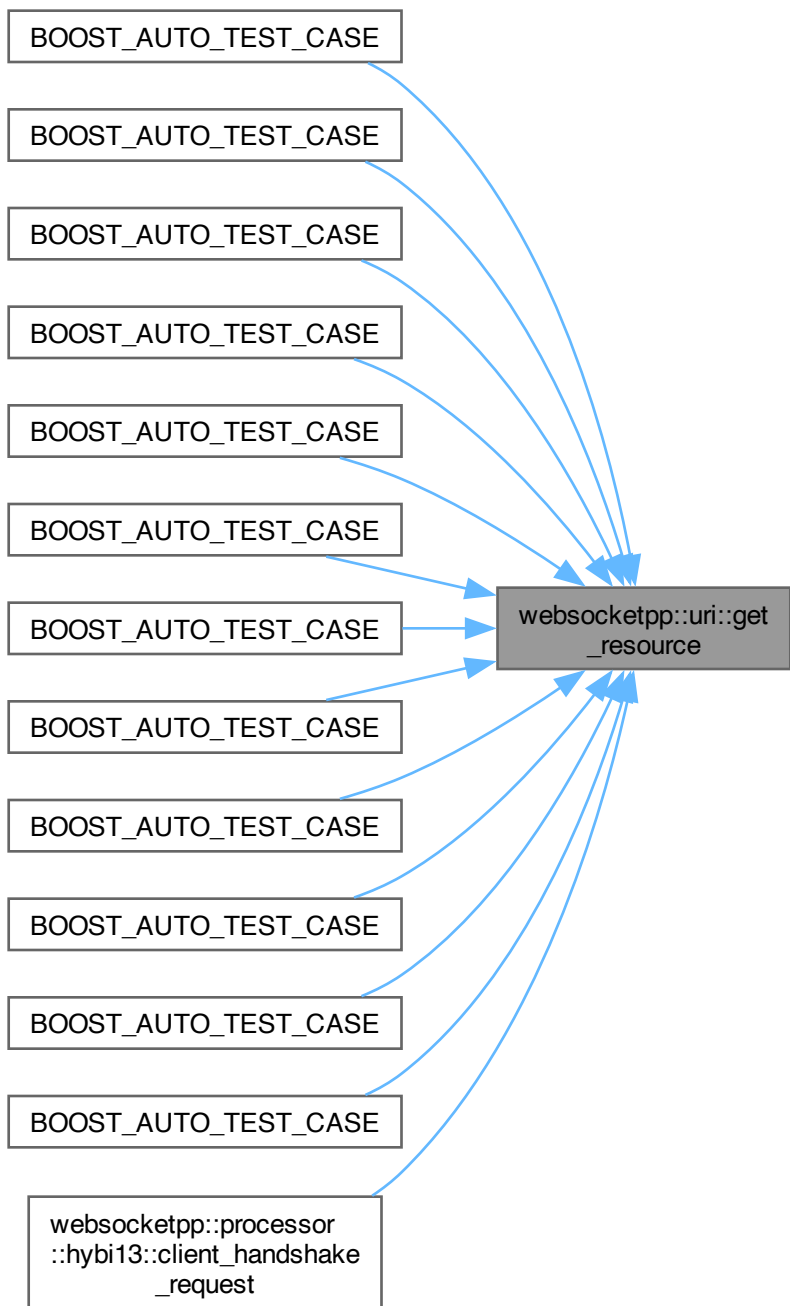 BOOST_AUTO_TEST_CASE
BOOST_AUTO_TEST_CASE
BOOST_AUTO_TEST_CASE
BOOST_AUTO_TEST_CASE
BOOST_AUTO_TEST_CASE
BOOST_AUTO_TEST_CASE
BOOST_AUTO_TEST_CASE
BOOST_AUTO_TEST_CASE
BOOST_AUTO_TEST_CASE
BOOST_AUTO_TEST_CASE
BOOST_AUTO_TEST_CASE
BOOST_AUTO_TEST_CASE
websocketpp::processor
::hybi13::client_handshake
_request
websocketpp::uri::get
_resource